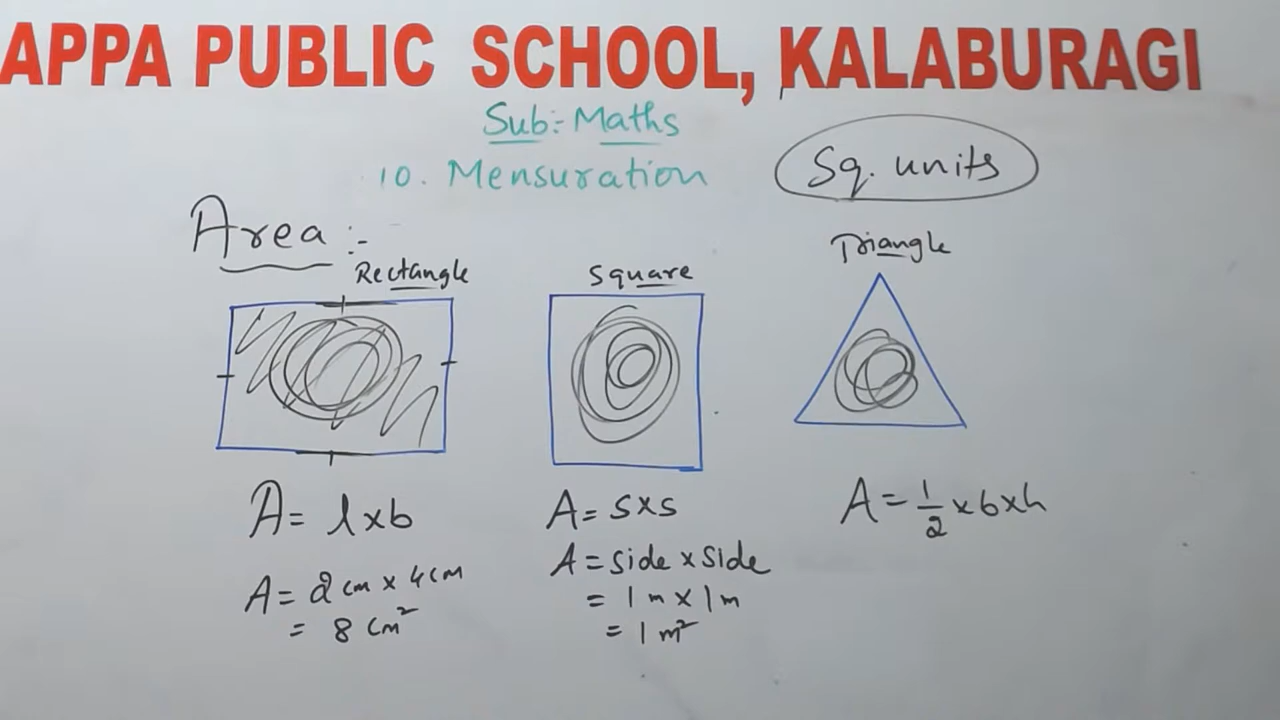 APPA PUBLIC SCHOOL, KALABURAGI
Sub:- Maths
10. Mensuration
Sq. units
Area :-
Rectangle
Square
Triangle
A = l x b
A = 2 cm x 4 cm
= 8 cm²
A = s x s
A = side x side
= 1 m x 1 m
= 1 m²
A = 1/2 x b x h